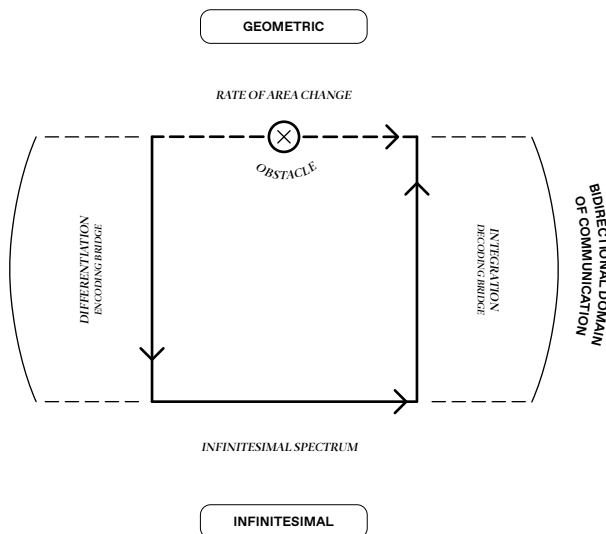 GEOMETRIC
RATE OF AREA CHANGE
OBSTACLE
DIFFERENTIATION
ENCODING BRIDGE
INTEGRATION
DECODING BRIDGE
BIDIRECTIONAL DOMAIN
OF COMMUNICATION
INFINITESIMAL SPECTRUM
INFINITESIMAL